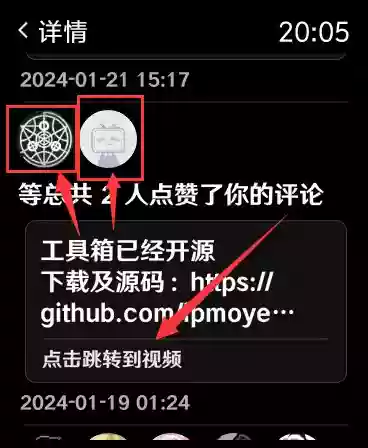 详情
20:05
2024-01-21 15:17
等总共 2 人点赞了你的评论
工具箱已经开源
下载及源码：https://
github.com/lpmoye…
点击跳转到视频
2024-01-19 01:24